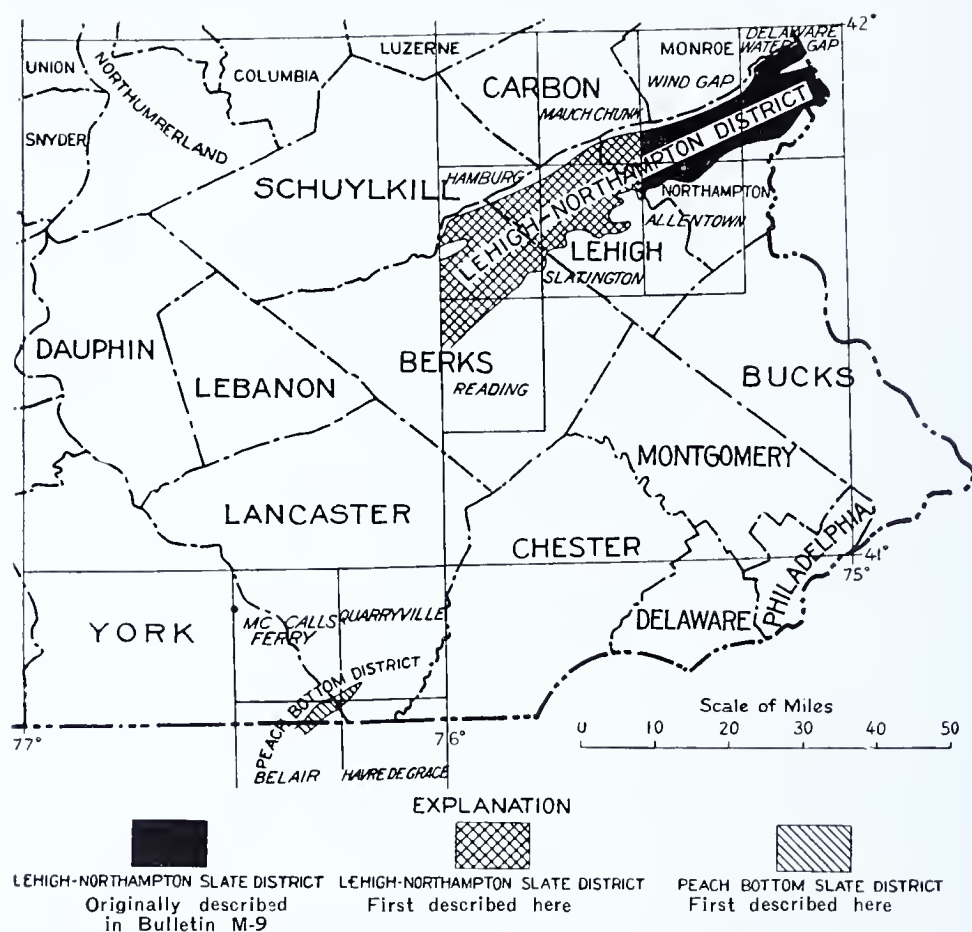 42°
DELAWARE
WATER GAP
LUZERNE
MONROE
UNION
COLUMBIA
WIND GAP
NORTHUMBERLAND
CARBON
MAUCH CHUNK
SNYDER
LEHIGH-NORTHAMPTON DISTRICT
SCHUYLKILL
HAMBURG
NORTHAMPTON
ALLENTOWN
LEHIGH
SLATINGTON
DAUPHIN
BERKS
BUCKS
LEBANON
READING
MONTGOMERY
LANCASTER
CHESTER
PHILADELPHIA
41°
75°
DELAWARE
YORK
MC CALLS
FERRY
QUARRYVILLE
PEACH BOTTOM DISTRICT
BELAIR
HAVRE DE GRACE
77°
76°
Scale of Miles
0 10 20 30 40 50
EXPLANATION
LEHIGH-NORTHAMPTON SLATE DISTRICT
Originally described
in Bulletin M-9
LEHIGH-NORTHAMPTON SLATE DISTRICT
First described here
PEACH BOTTOM SLATE DISTRICT
First described here